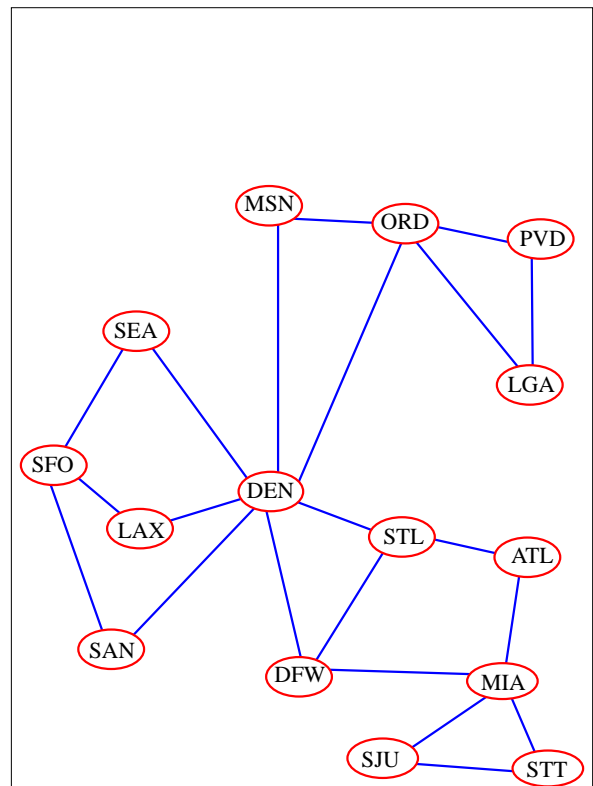 MSN
ORD
PVD
SEA
LGA
SFO
DEN
LAX
STL
ATL
SAN
DFW
MIA
SJU
STT